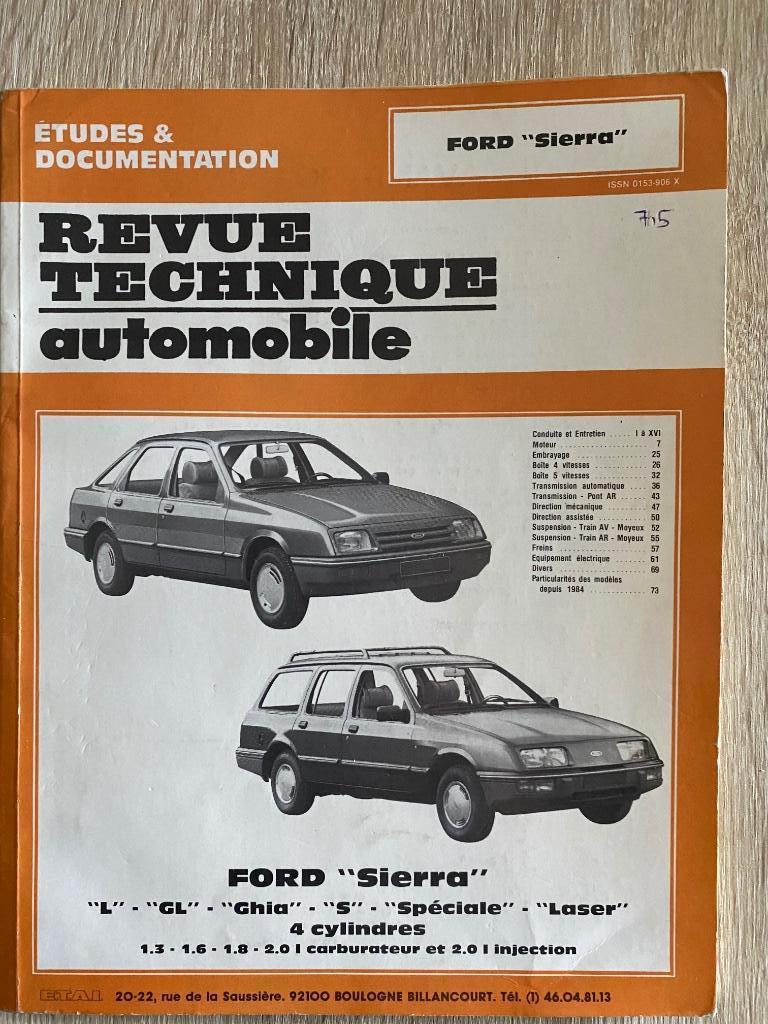 ÉTUDES &
DOCUMENTATION
FORD "Sierra"
ISSN 0153-906 X
7,5
REVUE
TECHNIQUE
automobile
Conduite et Entretien ..... I à XVI
Moteur ..... 7
Embrayage ..... 25
Boîte 4 vitesses ..... 26
Boîte 5 vitesses ..... 32
Transmission automatique ..... 36
Transmission - Pont AR ..... 43
Direction mécanique ..... 47
Direction assistée ..... 50
Suspension - Train AV - Moyeux 52
Suspension - Train AR - Moyeux 55
Freins ..... 57
Equipement électrique ..... 61
Divers ..... 69
Particularités des modèles
depuis 1984 ..... 73
FORD "Sierra"
"L" - "GL" - "Ghia" - "S" - "Spéciale" - "Laser"
4 cylindres
1.3 - 1.6 - 1.8 - 2.0 l carburateur et 2.0 l injection
ETAI 20-22, rue de la Saussière. 92100 BOULOGNE BILLANCOURT. Tél. (1) 46.04.81.13